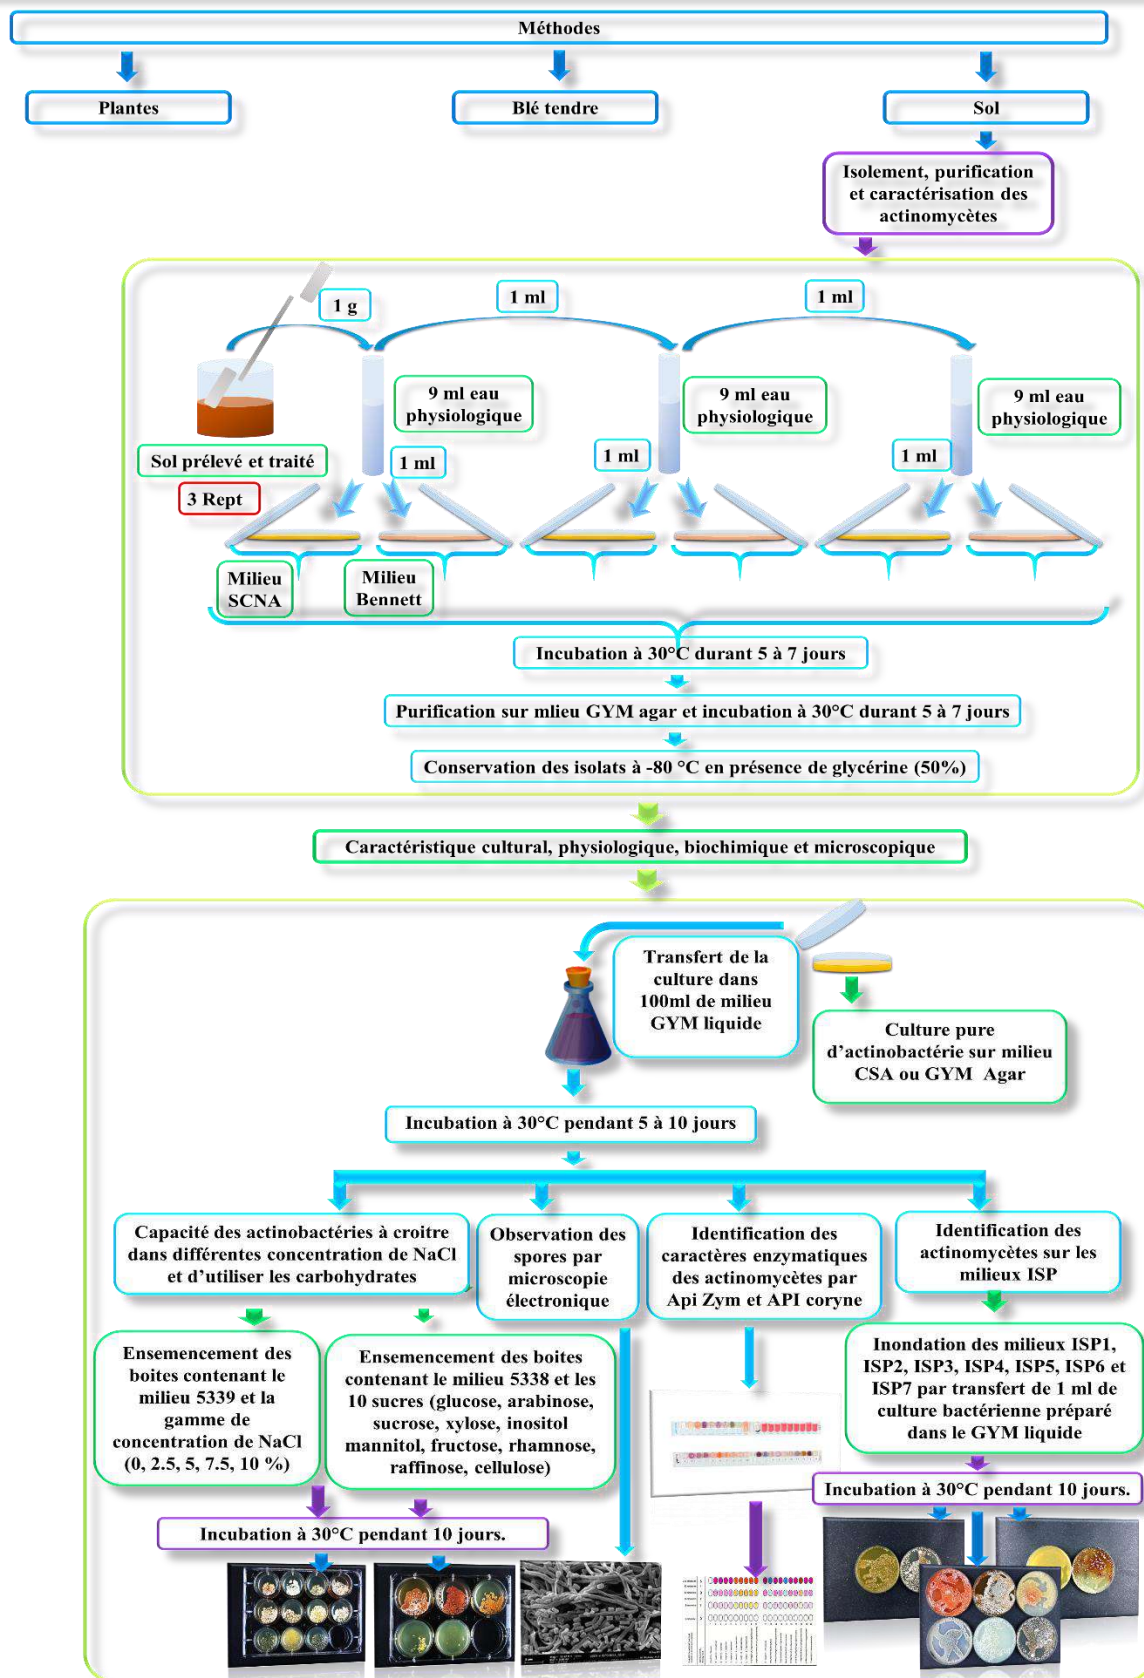 Méthodes
Plantes
Blé tendre
Sol
Isolement, purification
et caractérisation des
actinomycètes
1 g
1 ml
1 ml
9 ml eau
physiologique
9 ml eau
physiologique
9 ml eau
physiologique
Sol prélevé et traité
1 ml
1 ml
1 ml
3 Rept
Milieu
SCNA
Milieu
Bennett
Incubation à 30°C durant 5 à 7 jours
Purification sur mlieu GYM agar et incubation à 30°C durant 5 à 7 jours
Conservation des isolats à -80 °C en présence de glycérine (50%)
Caractéristique cultural, physiologique, biochimique et microscopique
Transfert de la
culture dans
100ml de milieu
GYM liquide
Culture pure
d'actinobactérie sur milieu
CSA ou GYM Agar
Incubation à 30°C pendant 5 à 10 jours
Capacité des actinobactéries à croitre
dans différentes concentration de NaCl
et d'utiliser les carbohydrates
Observation des
spores par
microscopie
électronique
Identification des
caractères enzymatiques
des actinomycètes par
Api Zym et API coryne
Identification des
actinomycètes sur les
milieux ISP
Ensemencement des
boites contenant le
milieu 5339 et la
gamme de
concentration de NaCl
(0, 2.5, 5, 7.5, 10 %)
Ensemencement des boites
contenant le milieu 5338 et les
10 sucres (glucose, arabinose,
sucrose, xylose, inositol
mannitol, fructose, rhamnose,
raffinose, cellulose)
Inondation des milieux ISP1,
ISP2, ISP3, ISP4, ISP5, ISP6 et
ISP7 par transfert de 1 ml de
culture bactérienne préparé
dans le GYM liquide
Incubation à 30°C pendant 10 jours.
Incubation à 30°C pendant 10 jours.